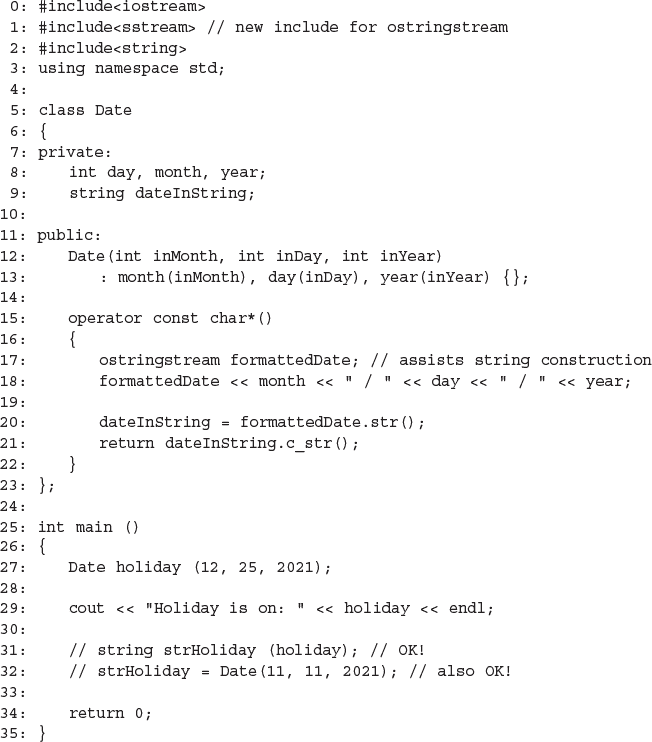 0: #include<iostream>
1: #include<sstream> // new include for ostringstream
2: #include<string>
3: using namespace std;
4:
5: class Date
6: {
7: private:
8:    int day, month, year;
9:    string dateInString;
10:
11: public:
12:    Date(int inMonth, int inDay, int inYear)
13:       : month(inMonth), day(inDay), year(inYear) {};
14:
15:    operator const char*()
16:    {
17:       ostringstream formattedDate; // assists string construction
18:       formattedDate << month << " / " << day << " / " << year;
19:
20:       dateInString = formattedDate.str();
21:       return dateInString.c_str();
22:    }
23: };
24:
25: int main ()
26: {
27:    Date holiday (12, 25, 2021);
28:
29:    cout << "Holiday is on: " << holiday << endl;
30:
31:    // string strHoliday (holiday); // OK!
32:    // strHoliday = Date(11, 11, 2021); // also OK!
33:
34:    return 0;
35: }